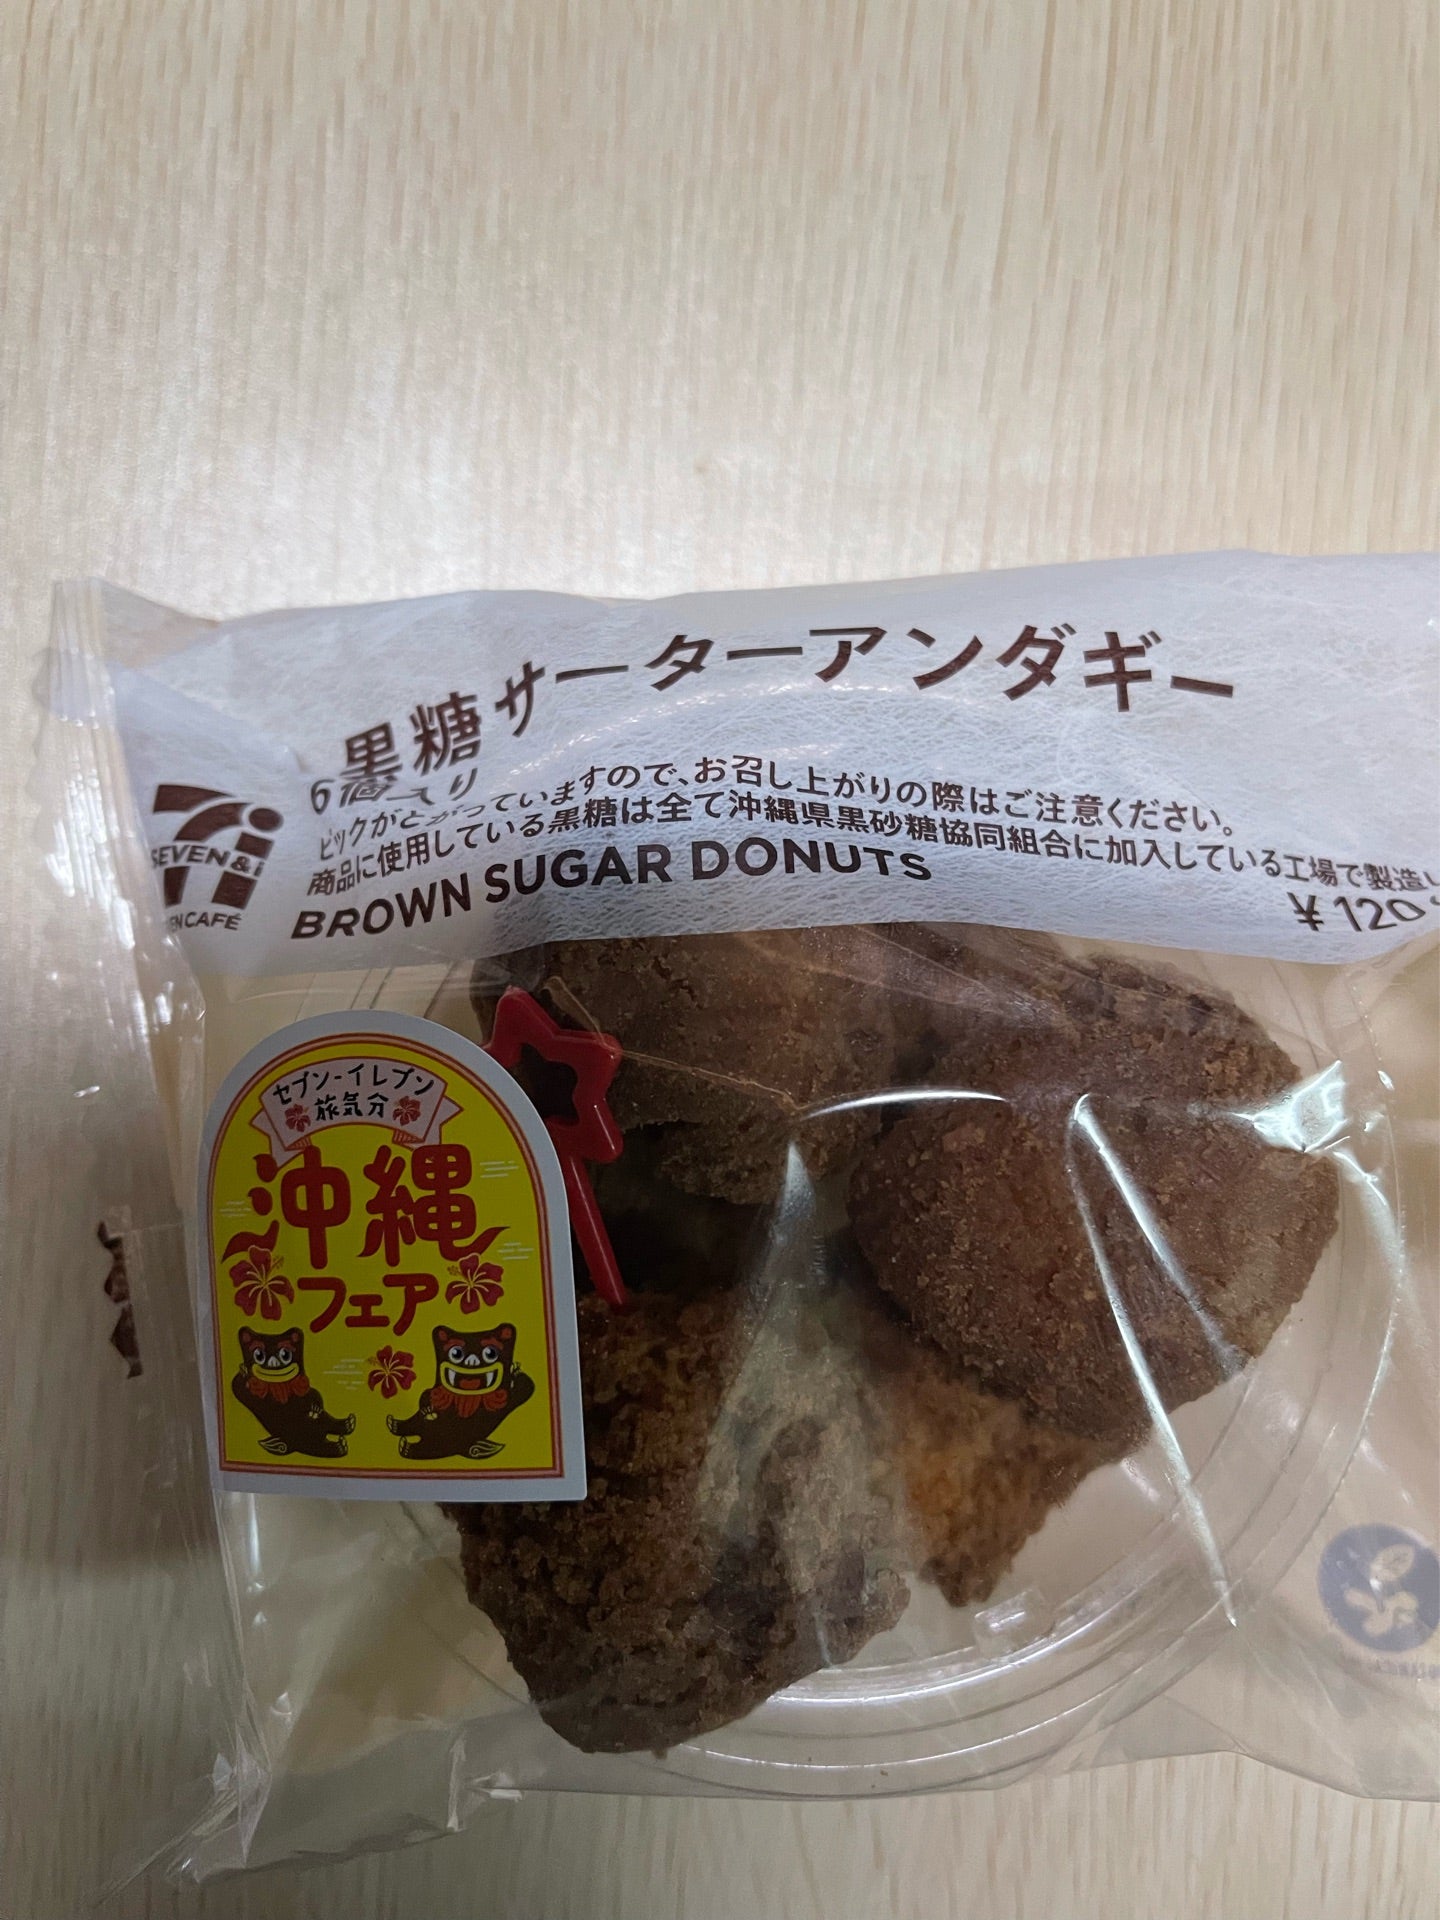 黒糖サーターアンダギー
6個入り
ピックがとがっていますので、お召し上がりの際はご注意ください。
商品に使用している黒糖は全て沖縄県黒砂糖協同組合に加入している工場で製造し
BROWN SUGAR DONUTS
¥120
SEVEN&i
EN CAFÉ
セブン-イレブン
旅気分
沖縄
フェア